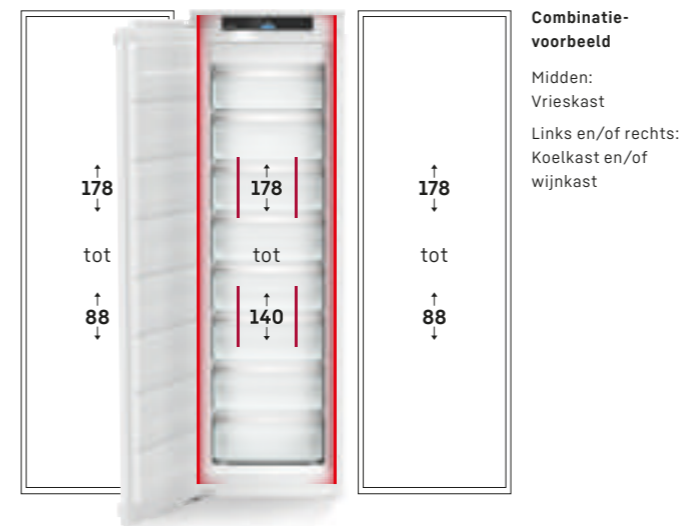 Combinatie-
voorbeeld
Midden:
Vrieskast
Links en/of rechts:
Koelkast en/of
wijnkast
↑
178
↓
tot
↑
88
↓
↑
178
↓
tot
↑
140
↓
↑
178
↓
tot
↑
88
↓